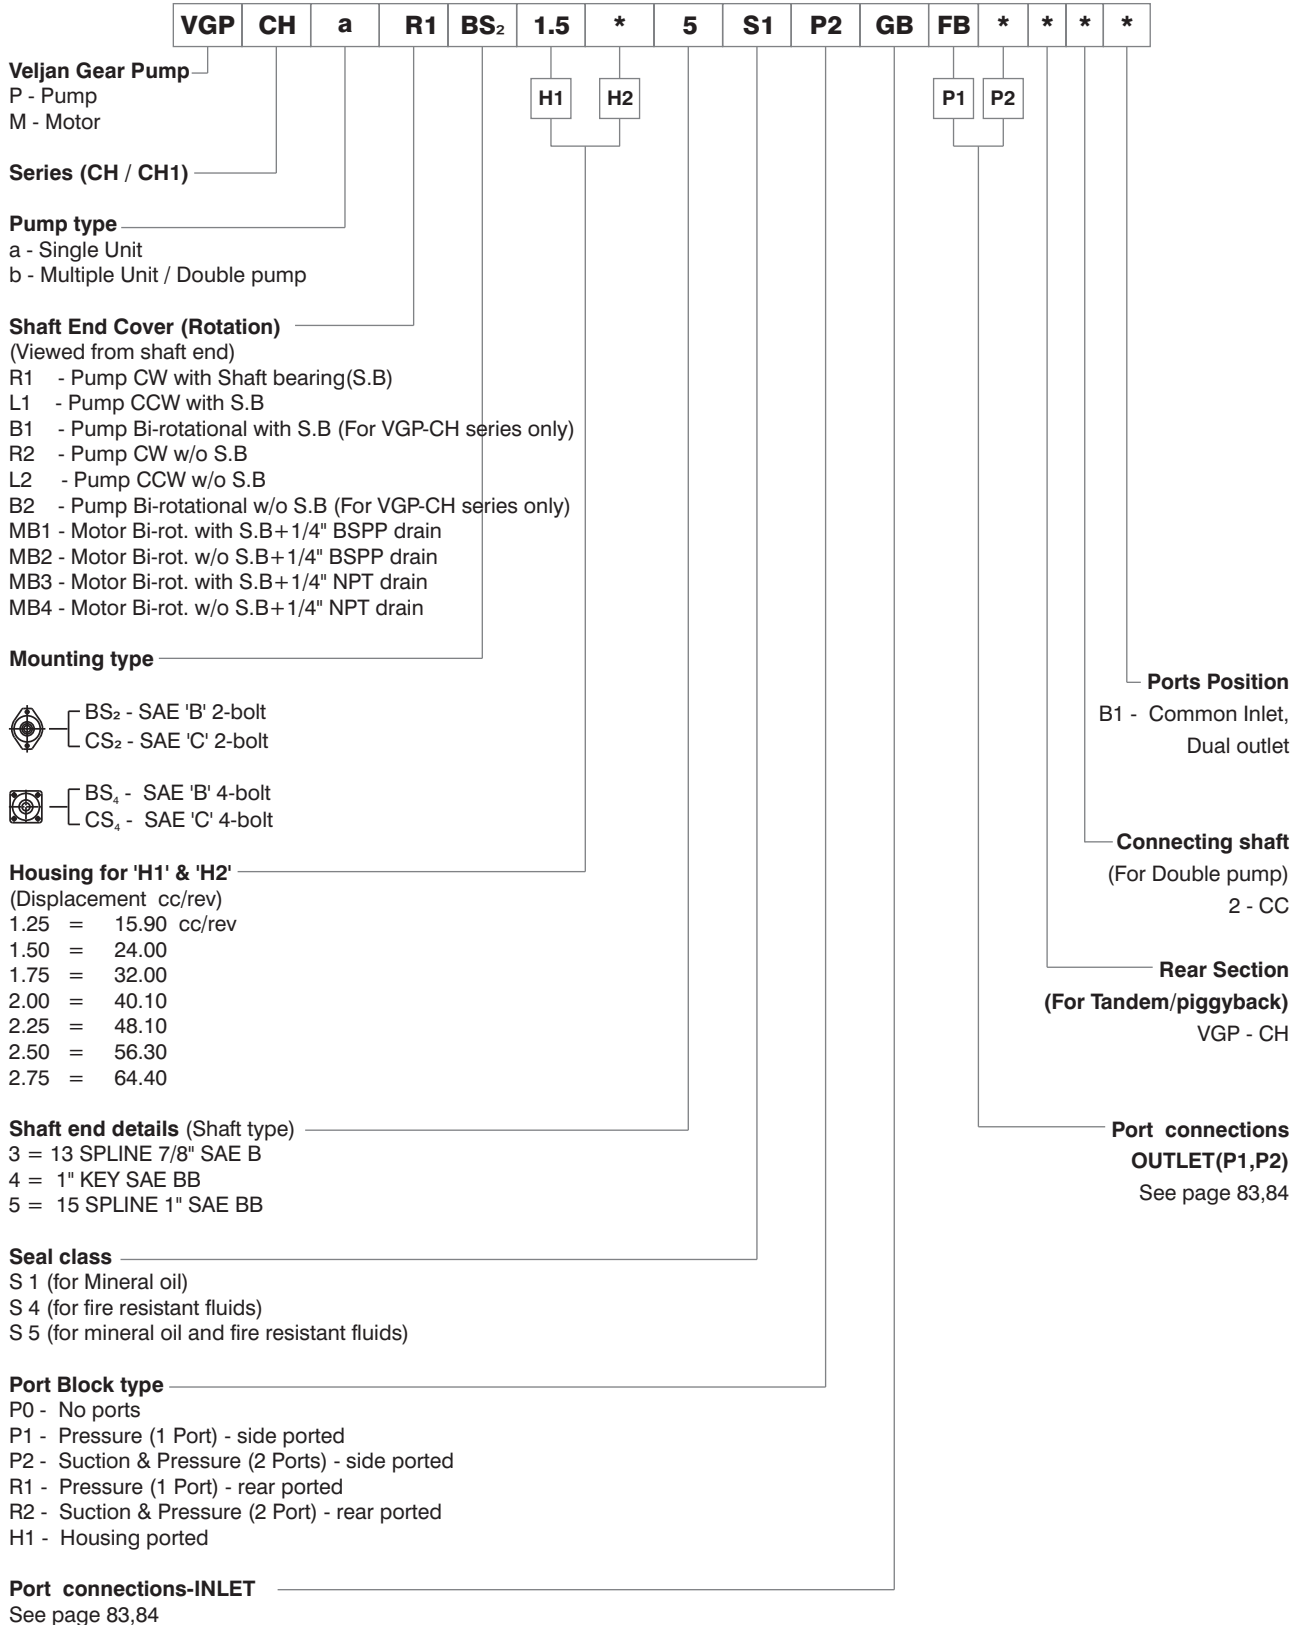 VGP CH a R1 BS₂ 1.5 * 5 S1 P2 GB FB * * * *
H1 H2 P1 P2
Veljan Gear Pump
P - Pump
M - Motor
Series (CH / CH1)
Pump type
a - Single Unit
b - Multiple Unit / Double pump
Shaft End Cover (Rotation)
(Viewed from shaft end)
R1 - Pump CW with Shaft bearing(S.B)
L1 - Pump CCW with S.B
B1 - Pump Bi-rotational with S.B (For VGP-CH series only)
R2 - Pump CW w/o S.B
L2 - Pump CCW w/o S.B
B2 - Pump Bi-rotational w/o S.B (For VGP-CH series only)
MB1 - Motor Bi-rot. with S.B+1/4" BSPP drain
MB2 - Motor Bi-rot. w/o S.B+1/4" BSPP drain
MB3 - Motor Bi-rot. with S.B+1/4" NPT drain
MB4 - Motor Bi-rot. w/o S.B+1/4" NPT drain
Mounting type
BS₂ - SAE 'B' 2-bolt
CS₂ - SAE 'C' 2-bolt
BS₄ - SAE 'B' 4-bolt
CS₄ - SAE 'C' 4-bolt
Housing for 'H1' & 'H2'
(Displacement cc/rev)
1.25 = 15.90 cc/rev
1.50 = 24.00
1.75 = 32.00
2.00 = 40.10
2.25 = 48.10
2.50 = 56.30
2.75 = 64.40
Shaft end details (Shaft type)
3 = 13 SPLINE 7/8" SAE B
4 = 1" KEY SAE BB
5 = 15 SPLINE 1" SAE BB
Seal class
S 1 (for Mineral oil)
S 4 (for fire resistant fluids)
S 5 (for mineral oil and fire resistant fluids)
Port Block type
P0 - No ports
P1 - Pressure (1 Port) - side ported
P2 - Suction & Pressure (2 Ports) - side ported
R1 - Pressure (1 Port) - rear ported
R2 - Suction & Pressure (2 Port) - rear ported
H1 - Housing ported
Port connections-INLET
See page 83,84
Ports Position
B1 - Common Inlet,
Dual outlet
Connecting shaft
(For Double pump)
2 - CC
Rear Section
(For Tandem/piggyback)
VGP - CH
Port connections
OUTLET(P1,P2)
See page 83,84